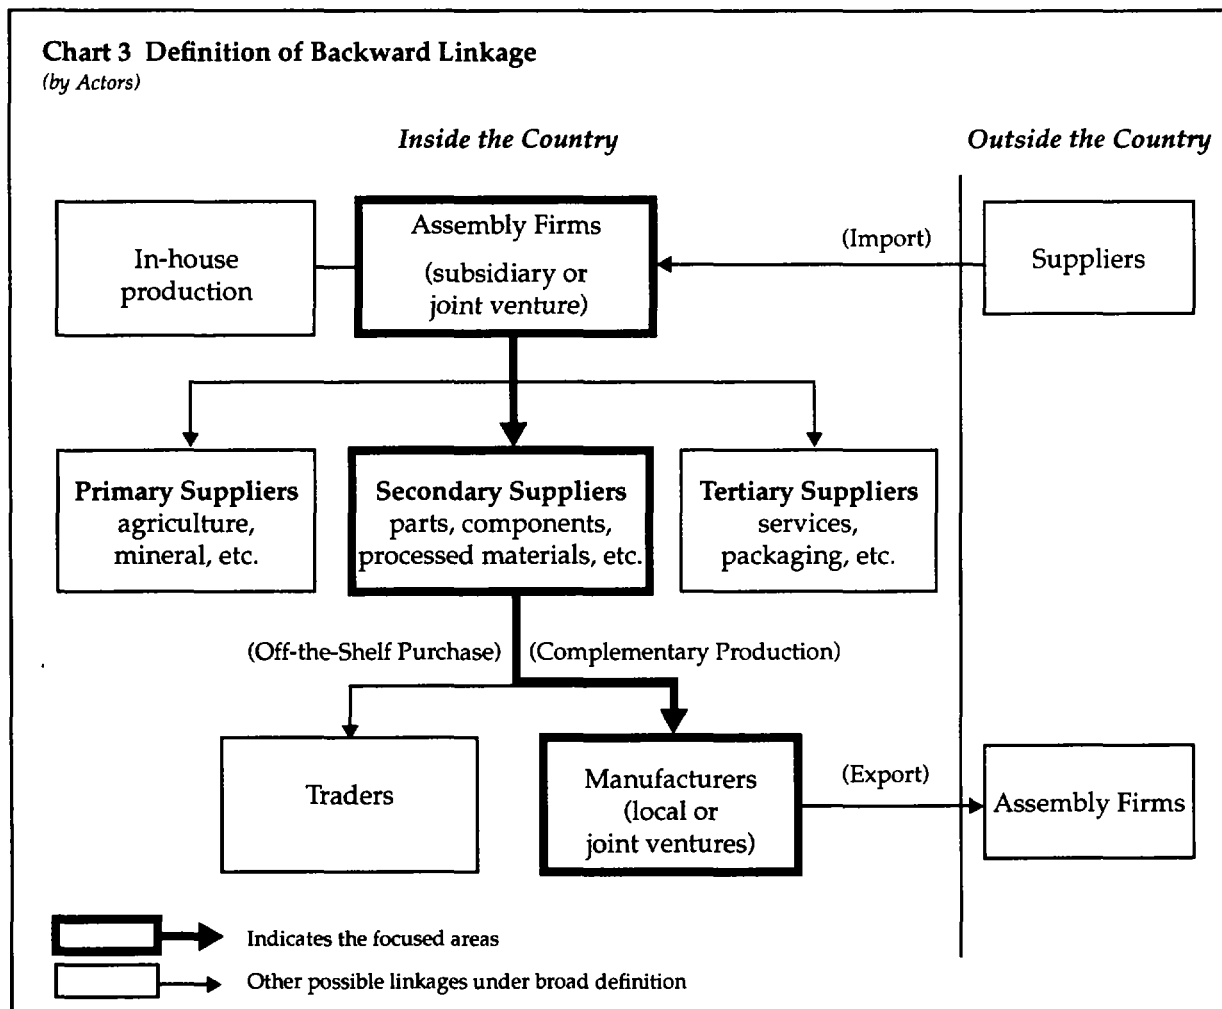 Chart 3 Definition of Backward Linkage
(by Actors)
Inside the Country
Outside the Country
In-house
production
Assembly Firms
(subsidiary or
joint venture)
(Import)
Suppliers
Primary Suppliers
agriculture,
mineral, etc.
Secondary Suppliers
parts, components,
processed materials, etc.
Tertiary Suppliers
services,
packaging, etc.
(Off-the-Shelf Purchase)
(Complementary Production)
Traders
Manufacturers
(local or
joint ventures)
(Export)
Assembly Firms
Indicates the focused areas
Other possible linkages under broad definition